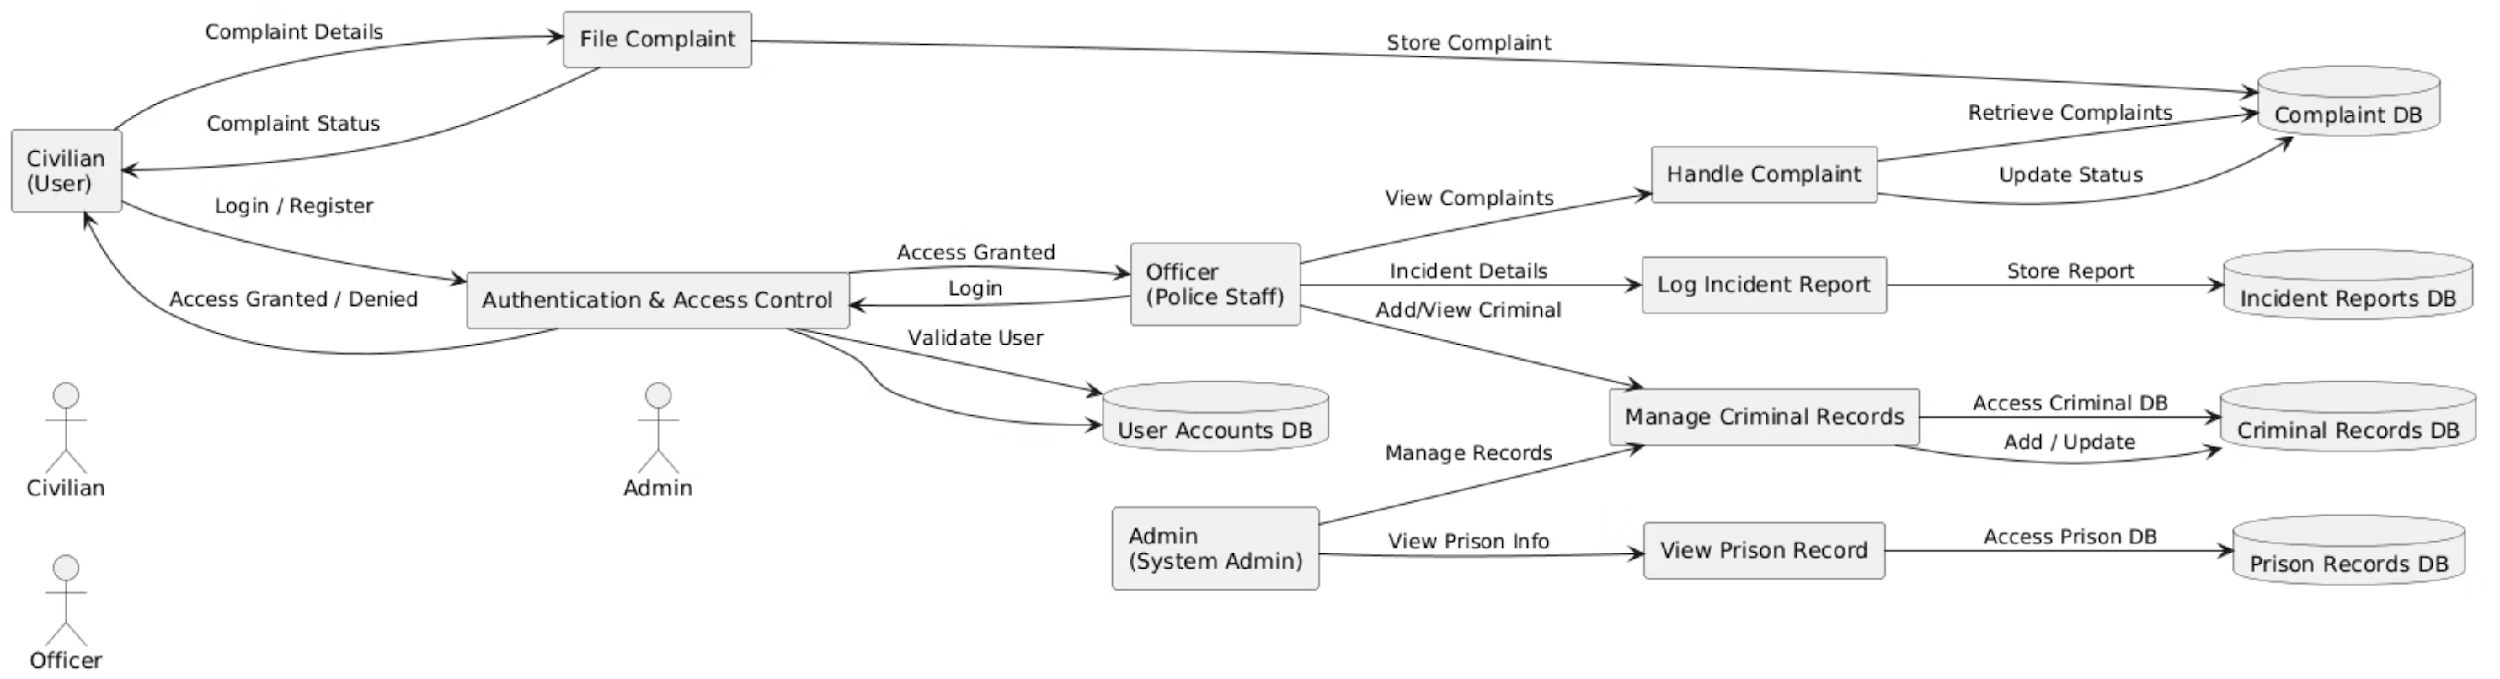 Complaint Details
File Complaint
Store Complaint
Complaint DB
Retrieve Complaints
Complaint Status
Civilian
(User)
Handle Complaint
Update Status
Login / Register
View Complaints
Access Granted
Officer
(Police Staff)
Incident Details
Log Incident Report
Store Report
Incident Reports DB
Login
Authentication & Access Control
Access Granted / Denied
Add/View Criminal
Validate User
User Accounts DB
Manage Criminal Records
Access Criminal DB
Criminal Records DB
Add / Update
Manage Records
Civilian
Admin
Admin
(System Admin)
View Prison Info
View Prison Record
Access Prison DB
Prison Records DB
Officer